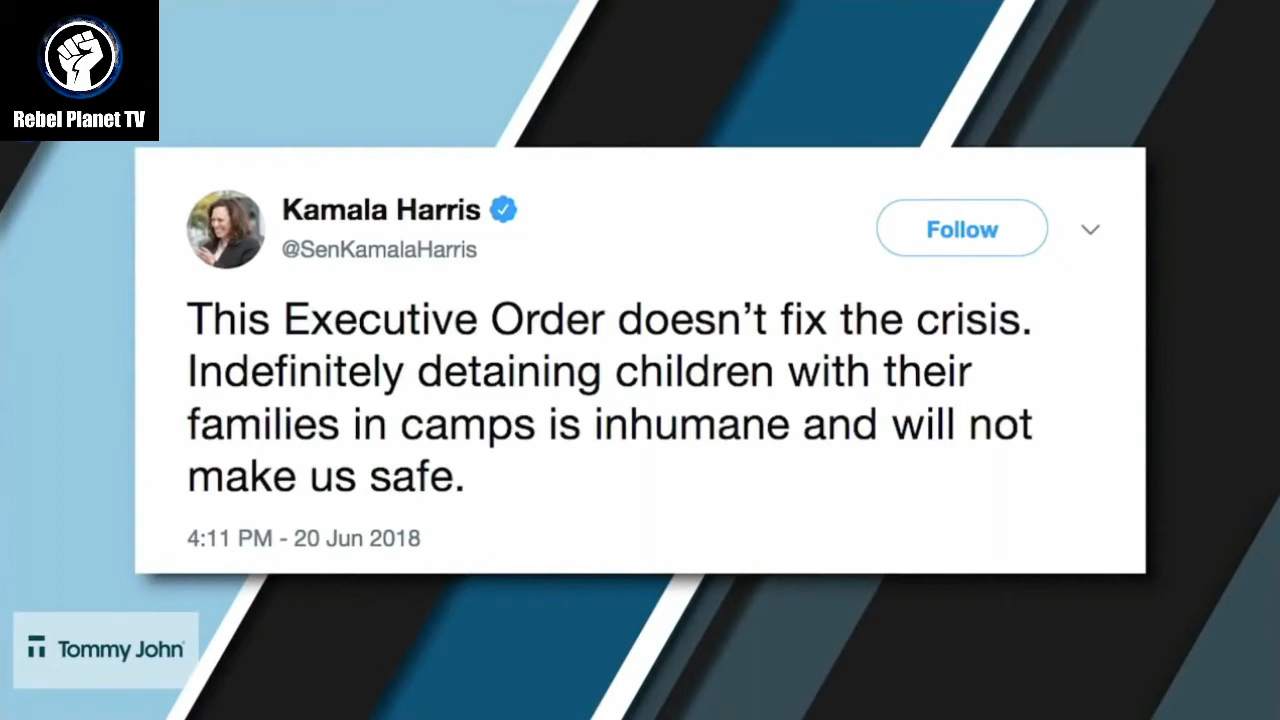 Rebel Planet TV
Kamala Harris
@SenKamalaHarris
Follow
This Executive Order doesn't fix the crisis.
Indefinitely detaining children with their
families in camps is inhumane and will not
make us safe.
4:11 PM - 20 Jun 2018
Tommy John